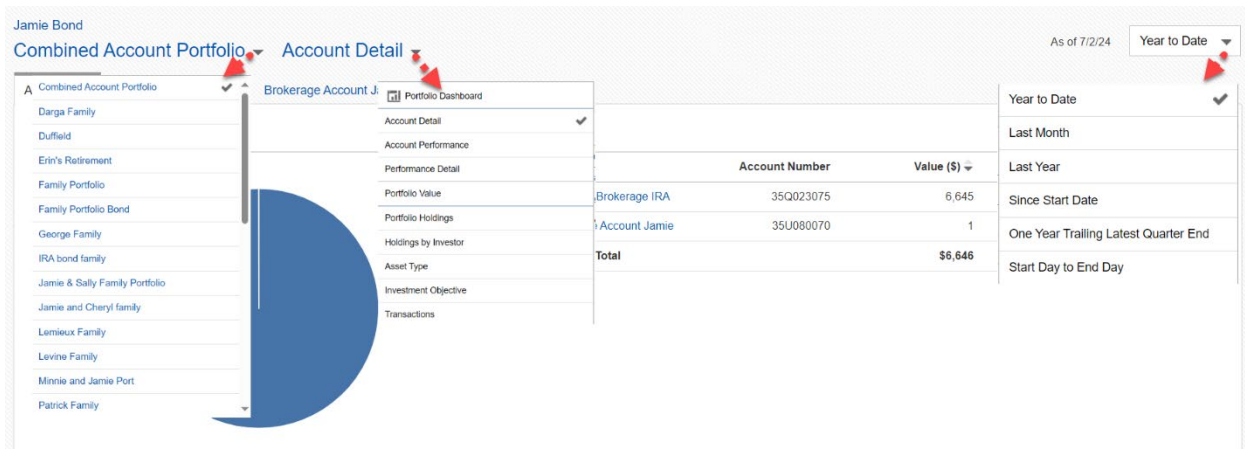 Jamie Bond
Combined Account Portfolio Account Detail
As of 7/2/24 Year to Date
A
Combined Account Portfolio
Darga Family
Duffield
Erin's Retirement
Family Portfolio
Family Portfolio Bond
George Family
IRA bond family
Jamie & Sally Family Portfolio
Jamie and Cheryl family
Lemieux Family
Levine Family
Minnie and Jamie Port
Patrick Family
Brokerage Account
Portfolio Dashboard
Account Detail
Account Performance
Performance Detail
Portfolio Value
Portfolio Holdings
Holdings by Investor
Asset Type
Investment Objective
Transactions
Account Number Value ($)
Brokerage IRA 35Q023075 6,645
Account Jamie 35U080070 1
Total $6,646
Year to Date
Last Month
Last Year
Since Start Date
One Year Trailing Latest Quarter End
Start Day to End Day